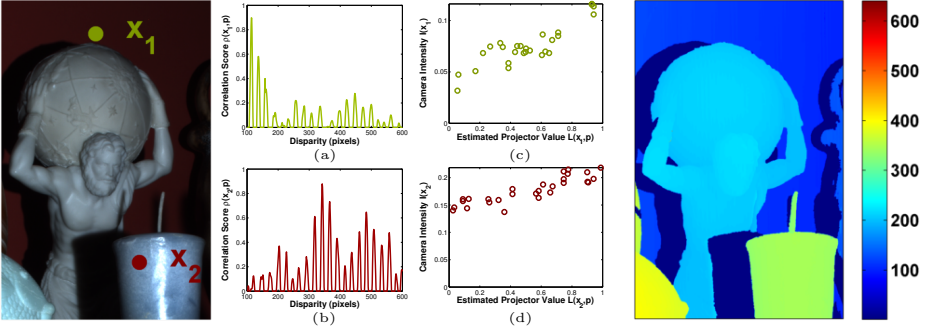 x1
x2
Correlation Score ρ(x1,p)
1
0.8
0.6
0.4
0.2
0
100 200 300 400 500 600
Disparity (pixels)
(a)
Correlation Score ρ(x2,p)
1
0.8
0.6
0.4
0.2
0
100 200 300 400 500 600
Disparity (pixels)
(b)
Camera Intensity I(x1)
0.1
0.05
0
0 0.2 0.4 0.6 0.8 1
Estimated Projector Value L(x1,p)
(c)
Camera Intensity I(x2)
0.2
0.15
0.1
0.05
0
0 0.2 0.4 0.6 0.8 1
Estimated Projector Value L(x2,p)
(d)
600
500
400
300
200
100